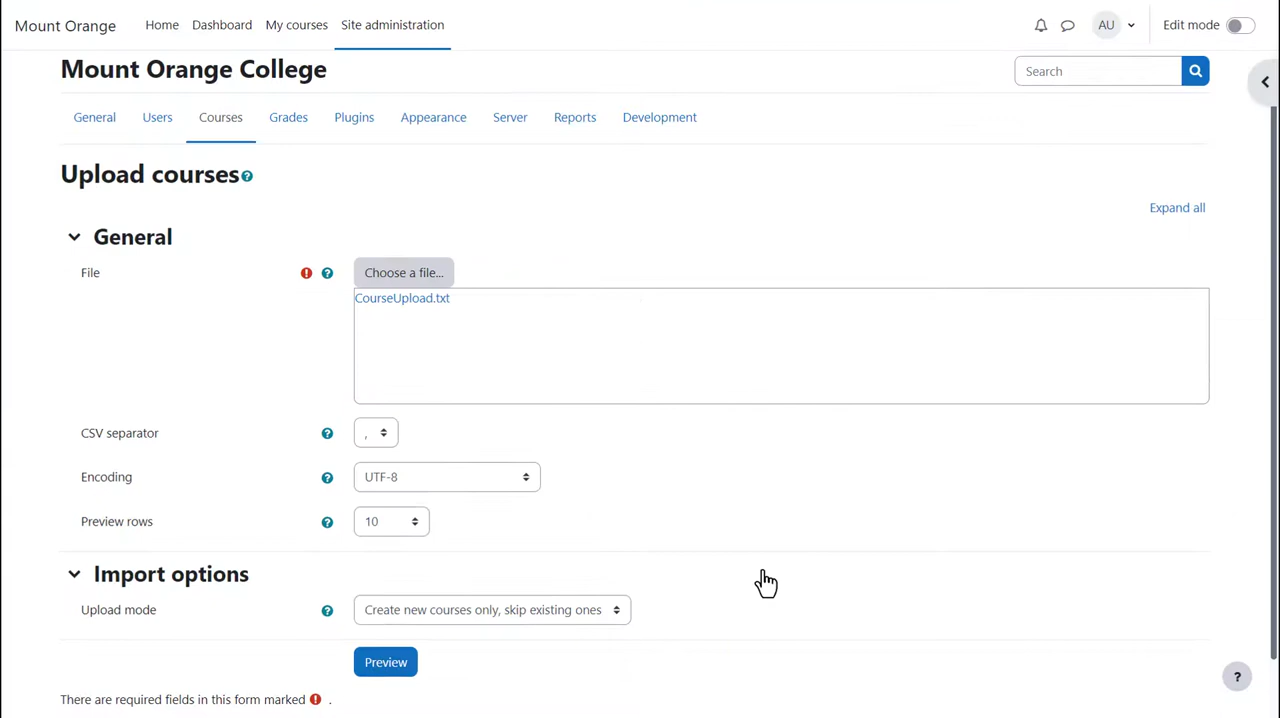 Mount Orange Home Dashboard My courses Site administration AU Edit mode
Mount Orange College
Search
General Users Courses Grades Plugins Appearance Server Reports Development
Upload courses ?
Expand all
General
File ! ? Choose a file...
CourseUpload.txt
CSV separator ? ,
Encoding ? UTF-8
Preview rows ? 10
Import options
Upload mode ? Create new courses only, skip existing ones
Preview
?
There are required fields in this form marked ! .